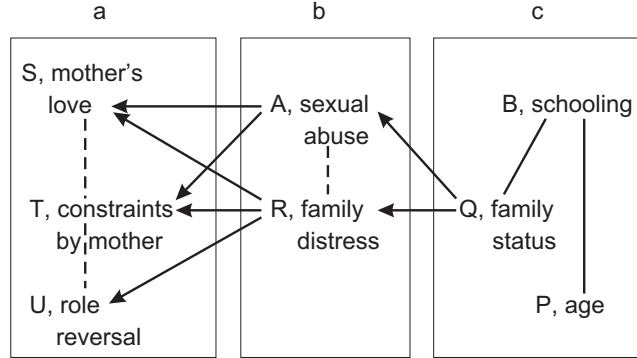 a
b
c
S, mother's
love
T, constraints
by mother
U, role
reversal
A, sexual
abuse
R, family
distress
B, schooling
Q, family
status
P, age